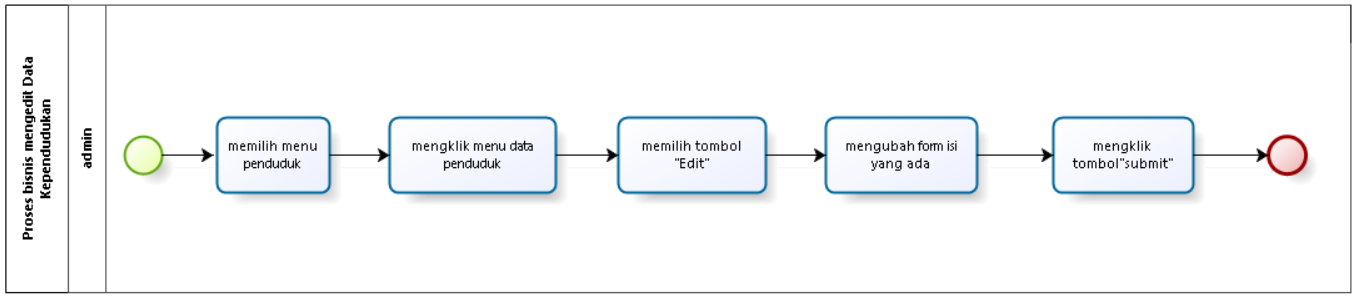 Proses bisnis mengedit Data
Kependudukan
admin
memilih menu
penduduk
mengklik menu data
penduduk
memilih tombol
"Edit"
mengubah form isi
yang ada
mengklik
tombol"submit"